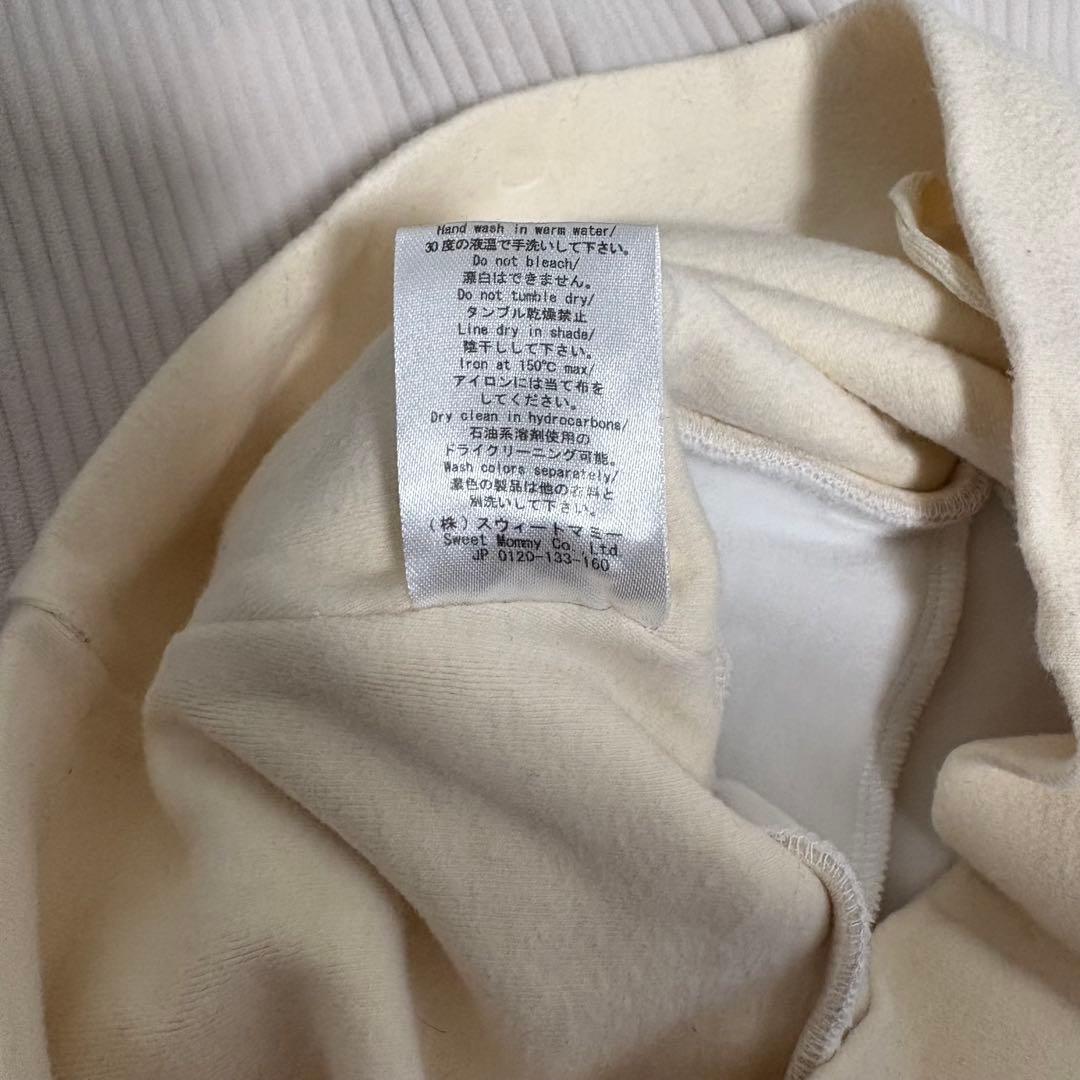 Hand wash in warm water/
30 度の液温で手洗いして下さい。
Do not bleach/
漂白はできません。
Do not tumble dry/
タンブル乾燥禁止
Line dry in shade/
陰干しして下さい。
Iron at 150℃ max/
アイロンには当て布を
してください。
Dry clean in hydrocarbons/
石油系溶剤使用の
ドライクリーニング可能。
Wash colors separately/
濃色の製品は他の衣料と
別洗いして下さい。
(株) スウィートマミー
Sweet Mommy Co. Ltd
JP 0120-133-160